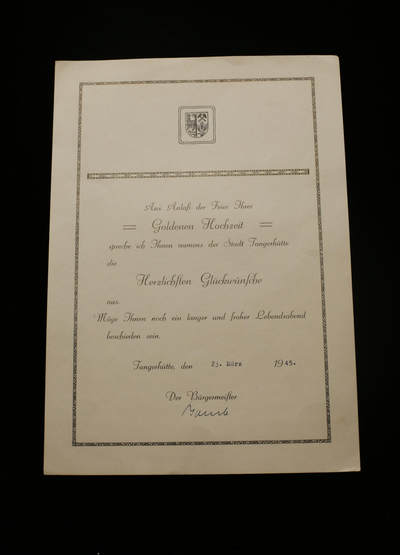 Aus Anlaß der Feier Ihrer
Goldenen Hochzeit
spreche ich Ihnen namens der Stadt Tangerhütte
die
Herzlichsten Glückwünsche
aus.
Möge Ihnen noch ein langer und froher Lebensabend
beschieden sein.
Tangerhütte, den 23. März 1945.
Der Bürgermeister